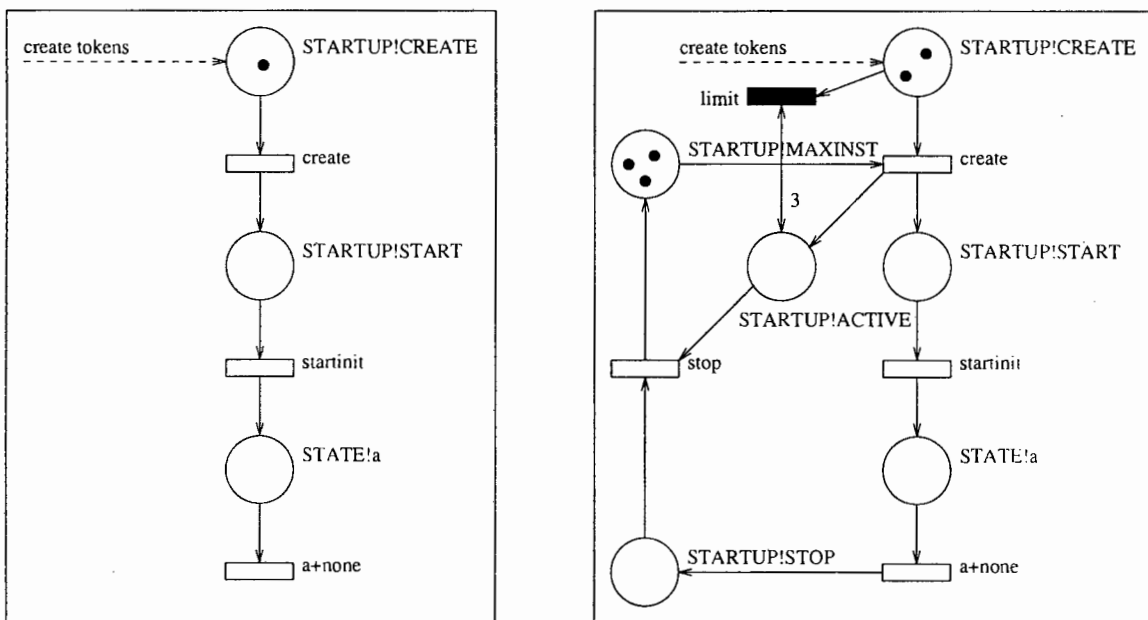 create tokens
STARTUP!CREATE
create
STARTUP!START
startinit
STATE!a
a+none
create tokens
STARTUP!CREATE
limit
STARTUP!MAXINST
create
3
STARTUP!START
STARTUP!ACTIVE
stop
startinit
STATE!a
STARTUP!STOP
a+none